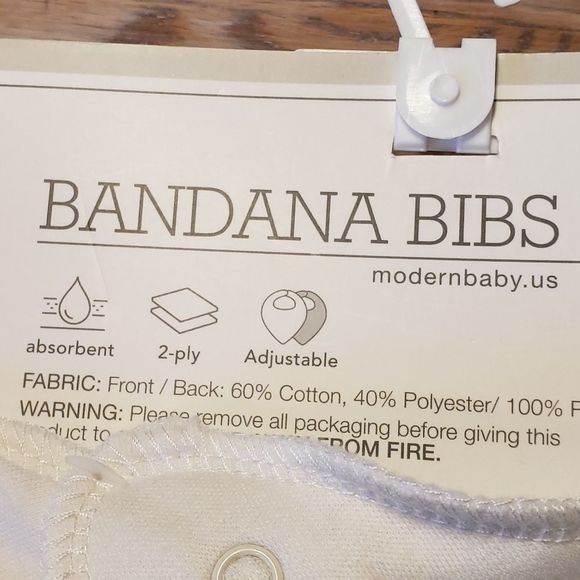 BANDANA BIBS
modernbaby.us
absorbent
2-ply
Adjustable
FABRIC: Front / Back: 60% Cotton, 40% Polyester/ 100%
WARNING: Please remove all packaging before giving this
to FROM FIRE.